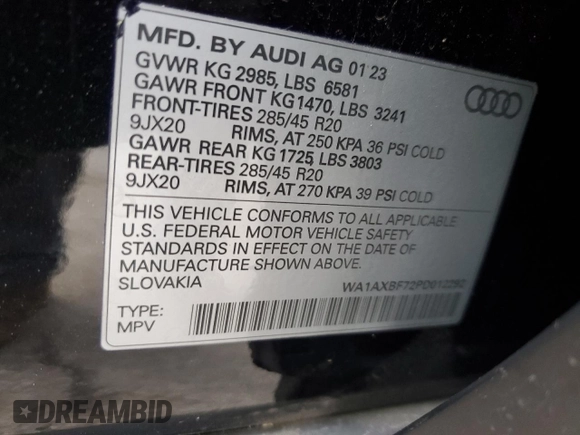 MFD. BY AUDI AG 01 23
GVWR KG 2985, LBS 6581
GAWR FRONT KG1470, LBS 3241
FRONT-TIRES 285/45 R20
9JX20 RIMS, AT 250 KPA 36 PSI COLD
GAWR REAR KG 1725, LBS 3803
REAR-TIRES 285/45 R20
9JX20 RIMS, AT 270 KPA 39 PSI COLD
THIS VEHICLE CONFORMS TO ALL APPLICABLE
U.S. FEDERAL MOTOR VEHICLE SAFETY
STANDARDS IN EFFECT ON THE DATE OF
MANUFACTURE SHOWN ABOVE.
SLOVAKIA
TYPE:
MPV
DREAMBID